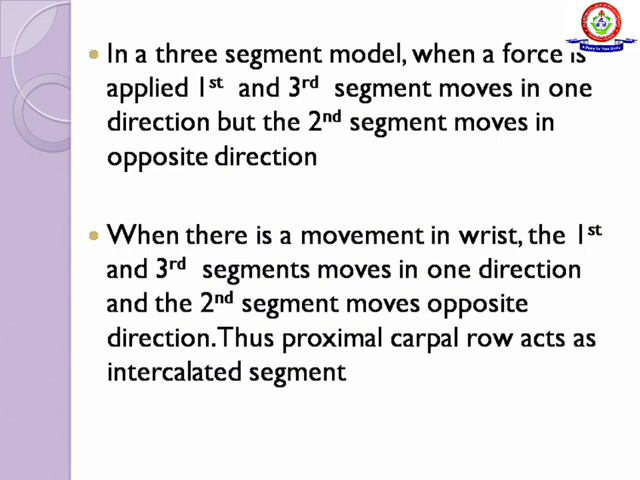 In a three segment model, when a force is
applied 1st and 3rd segment moves in one
direction but the 2nd segment moves in
opposite direction
When there is a movement in wrist, the 1st
and 3rd segments moves in one direction
and the 2nd segment moves opposite
direction. Thus proximal carpal row acts as
intercalated segment